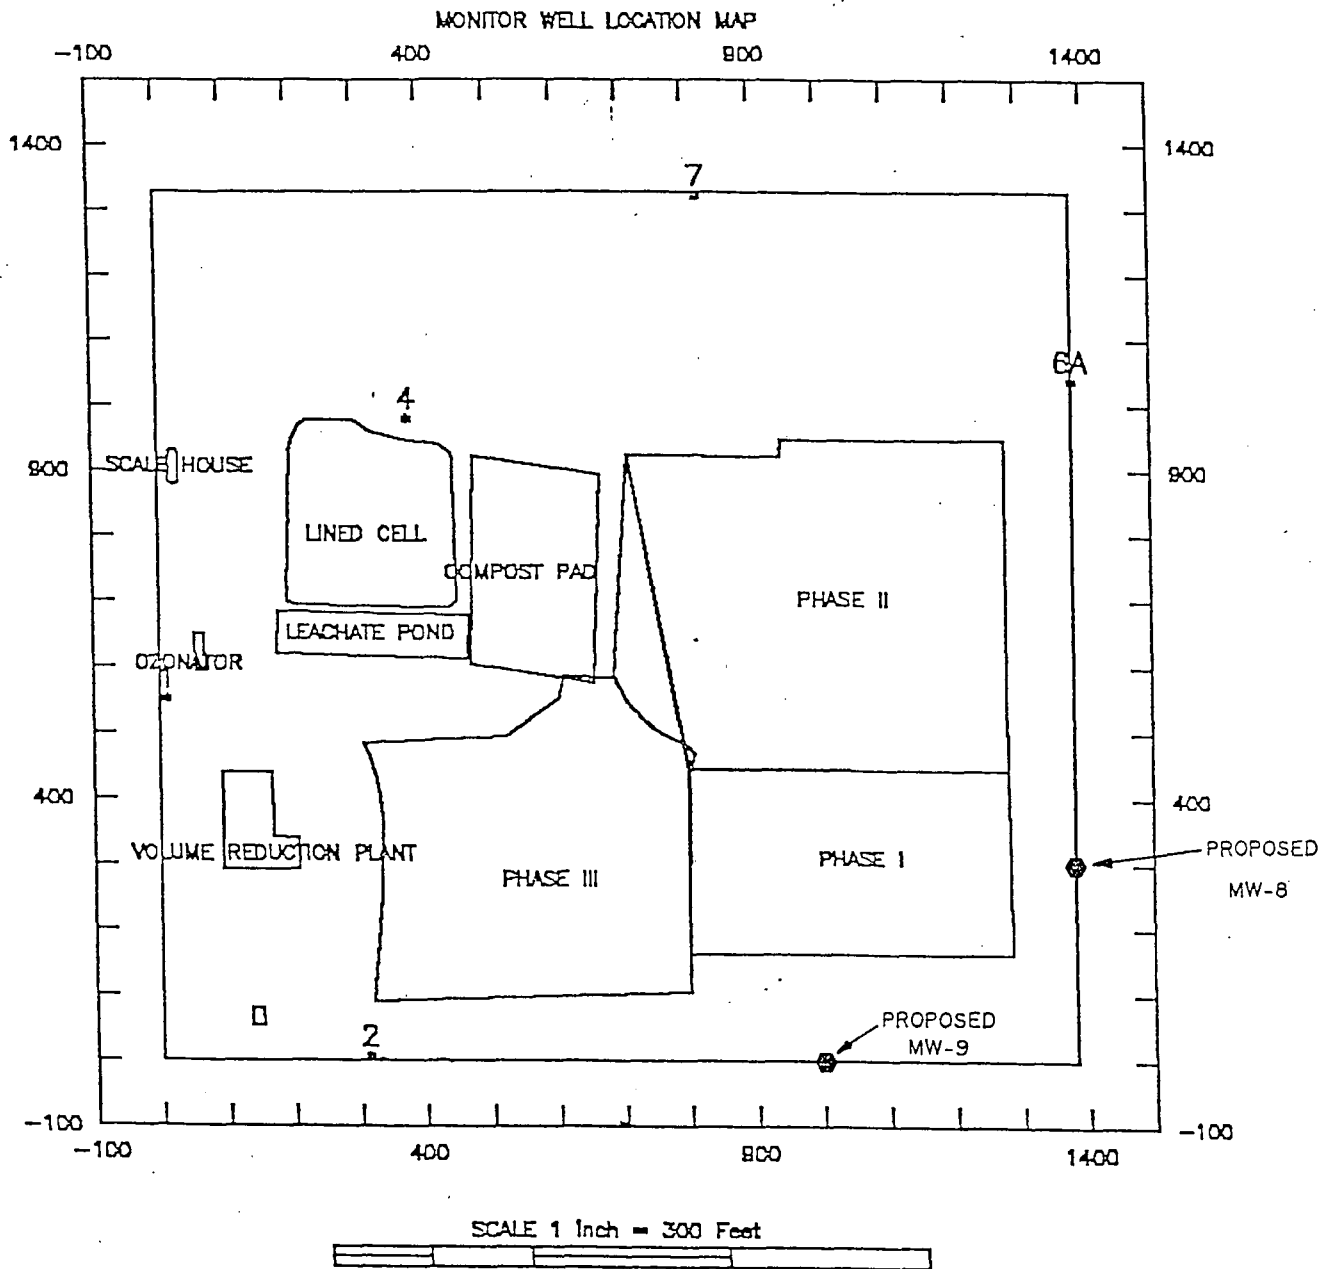 MONITOR WELL LOCATION MAP
-100 400 900 1400
1400 1400
7
6A
4
900 SCALE HOUSE 900
LINED CELL
COMPOST PAD
PHASE II
LEACHATE POND
OZONATOR
1
400 400
VOLUME REDUCTION PLANT
PHASE III
PHASE I
PROPOSED
MW-8
PROPOSED
MW-9
2
-100 -100
-100 400 900 1400
SCALE 1 Inch = 300 Feet